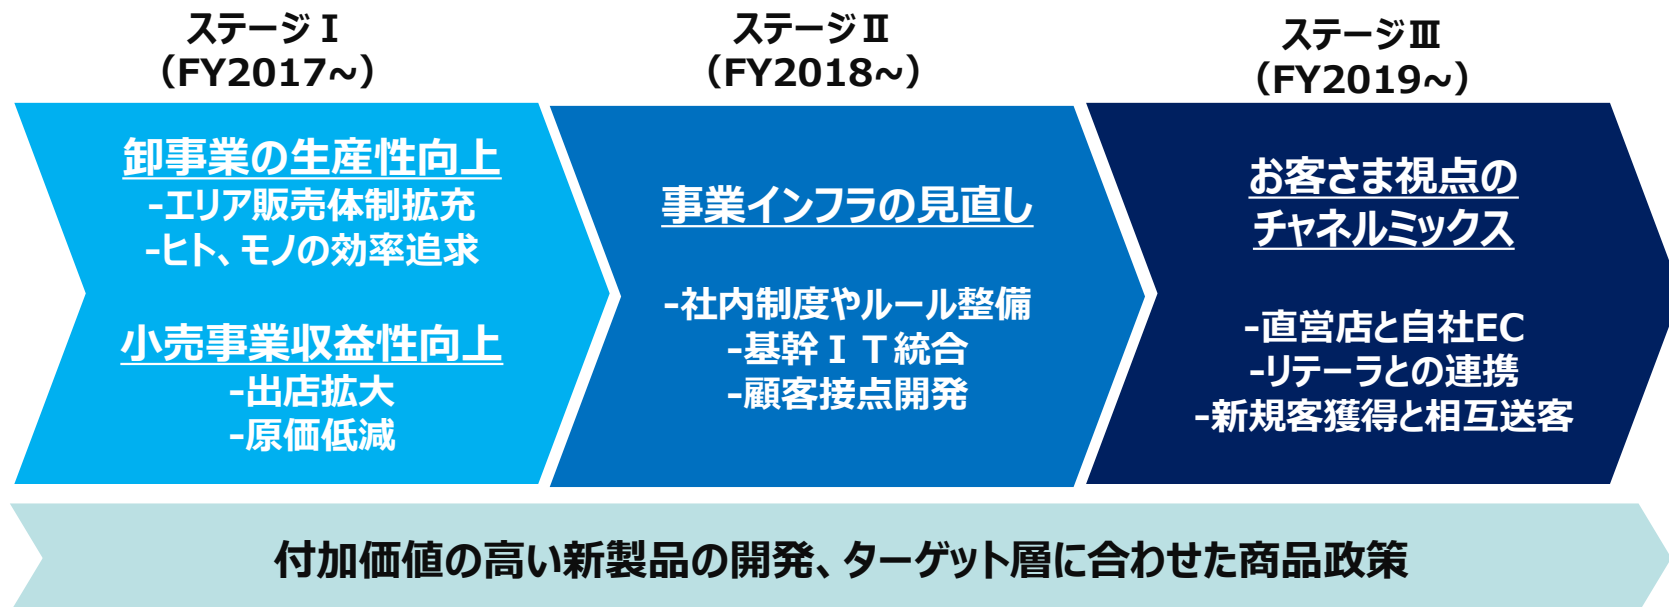 ステージⅠ
（FY2017~）
卸事業の生産性向上
-エリア販売体制拡充
-ヒト、モノの効率追求
小売事業収益性向上
-出店拡大
-原価低減
ステージⅡ
（FY2018~）
事業インフラの見直し
-社内制度やルール整備
-基幹ＩＴ統合
-顧客接点開発
ステージⅢ
（FY2019~）
お客さま視点の
チャネルミックス
-直営店と自社EC
-リテーラとの連携
-新規客獲得と相互送客
付加価値の高い新製品の開発、ターゲット層に合わせた商品政策